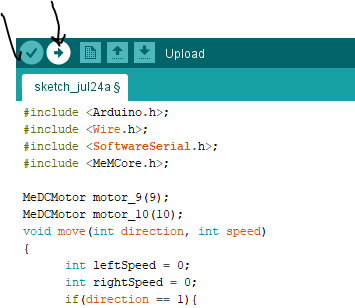 Upload
sketch_jul24a §
#include <Arduino.h>
#include <Wire.h>
#include <SoftwareSerial.h>
#include <MeMCore.h>
MeDCMotor motor_9(9);
MeDCMotor motor_10(10);
void move(int direction, int speed)
{
int leftSpeed = 0;
int rightSpeed = 0;
if(direction == 1){